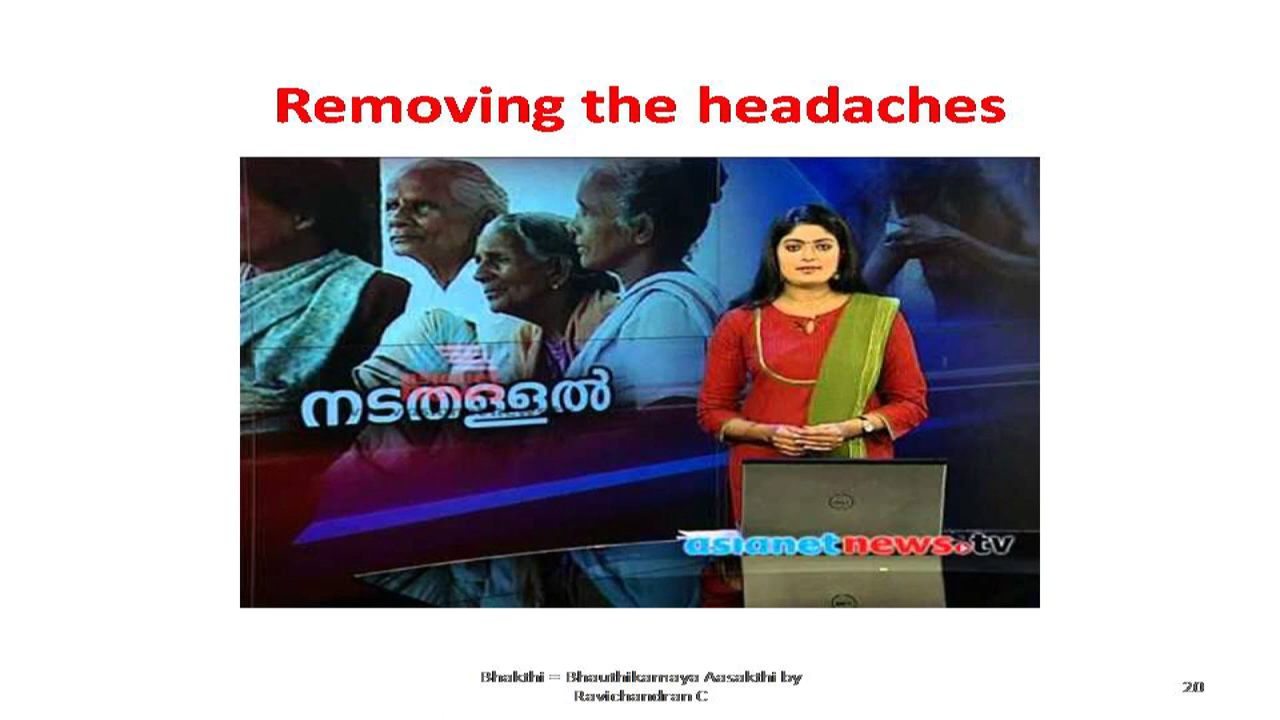 Removing the headaches
നടതള്ളൽ
asianetnews.tv
Bhakthi = Bhauthikamaya Aasakthi by
Ravichandran C
20